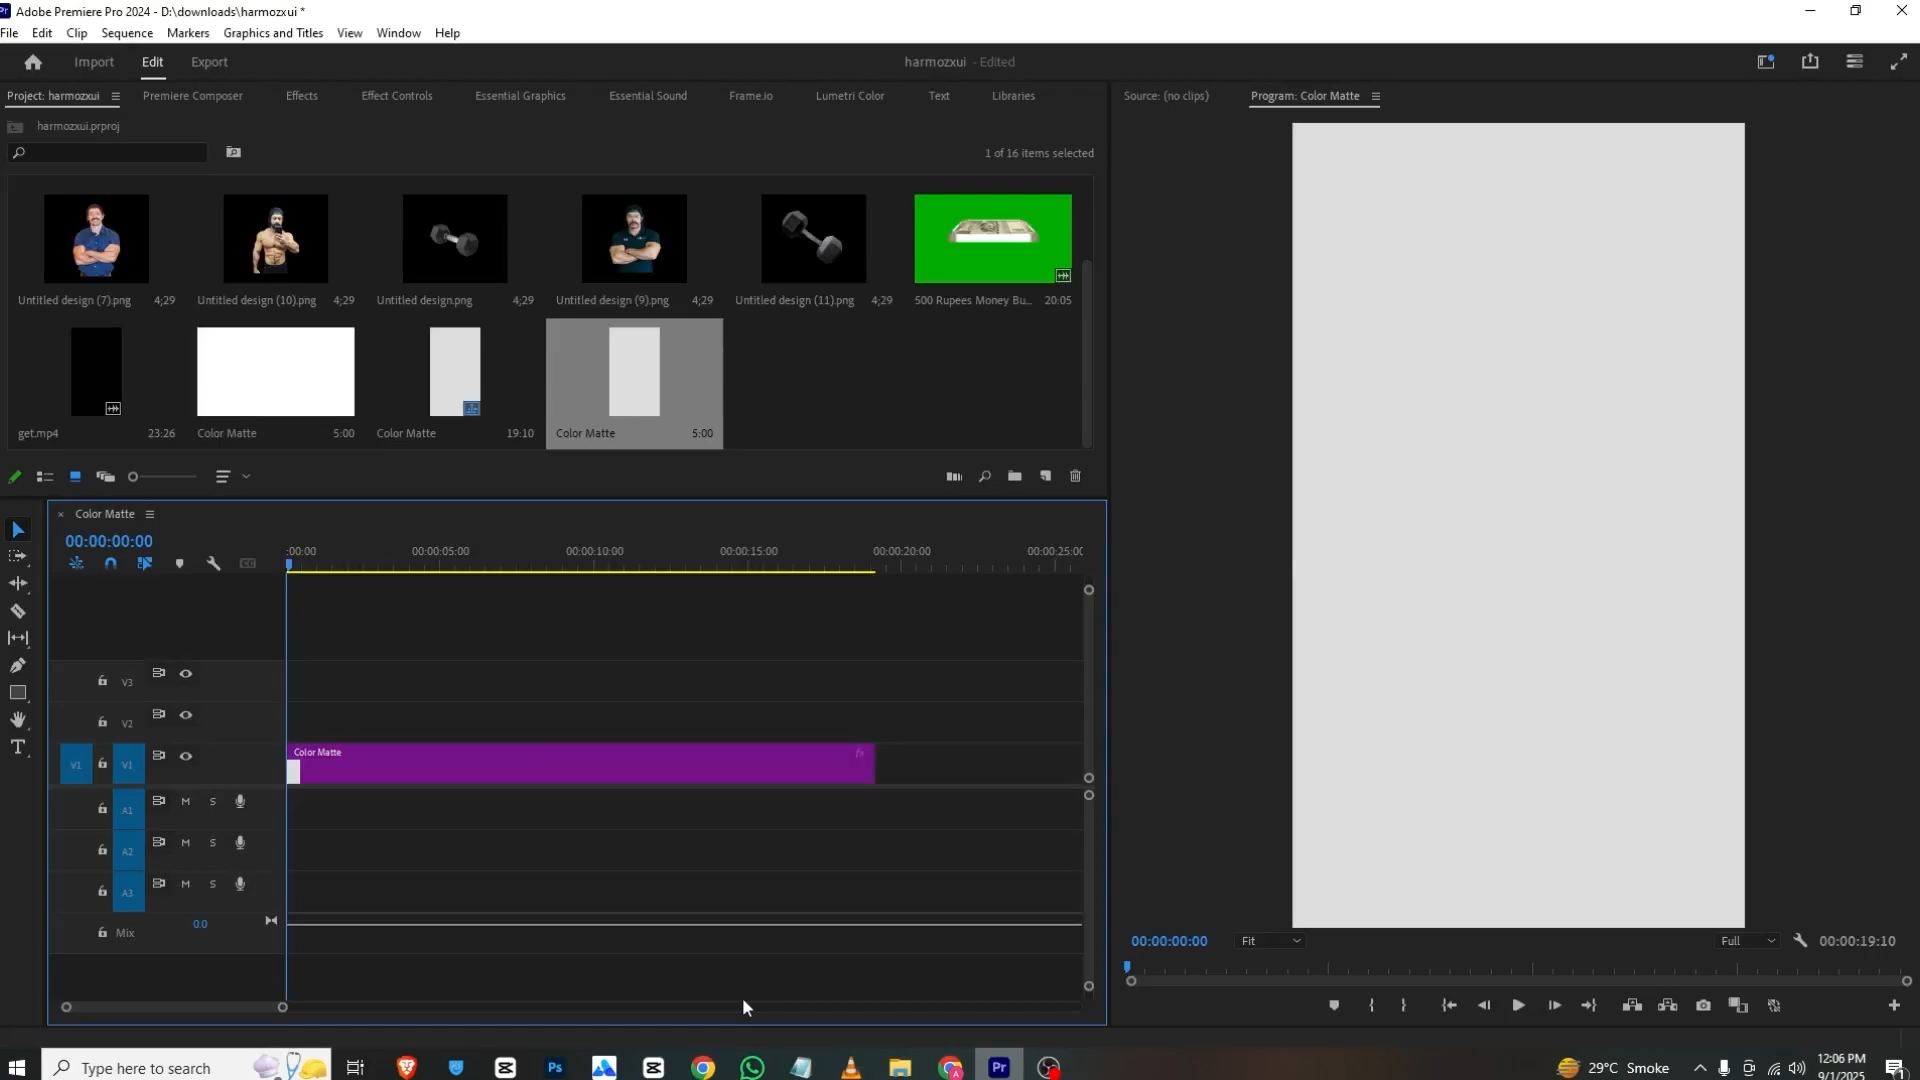 Adobe Premiere Pro 2024 - D:\downloads\harmozxui *
File Edit Clip Sequence Markers Graphics and Titles View Window Help
Import Edit Export
harmozxui - Edited
Project: harmozxui Premiere Composer Effects Effect Controls Essential Graphics Essential Sound Frame.io Lumetri Color Text Libraries
Source: (no clips) Program: Color Matte
harmozxui.prproj
1 of 16 items selected
Untitled design (7).png 4;29 Untitled design (10).png 4;29 Untitled design.png 4;29 Untitled design (9).png 4;29 Untitled design (11).png 4;29 500 Rupees Money Bu... 20:05
get.mp4 23:26 Color Matte 5:00 Color Matte 19:10 Color Matte 5:00
Color Matte
00:00:00:00
:00:00 00:00:05:00 00:00:10:00 00:00:15:00 00:00:20:00 00:00:25:00
V3
V2
V1 V1 Color Matte fx
A1 M S
A2 M S
A3 M S
Mix 0.0
00:00:00:00 Fit Full 00:00:19:10
Type here to search
Ps
Pr
29°C Smoke
12:06 PM
9/1/2025